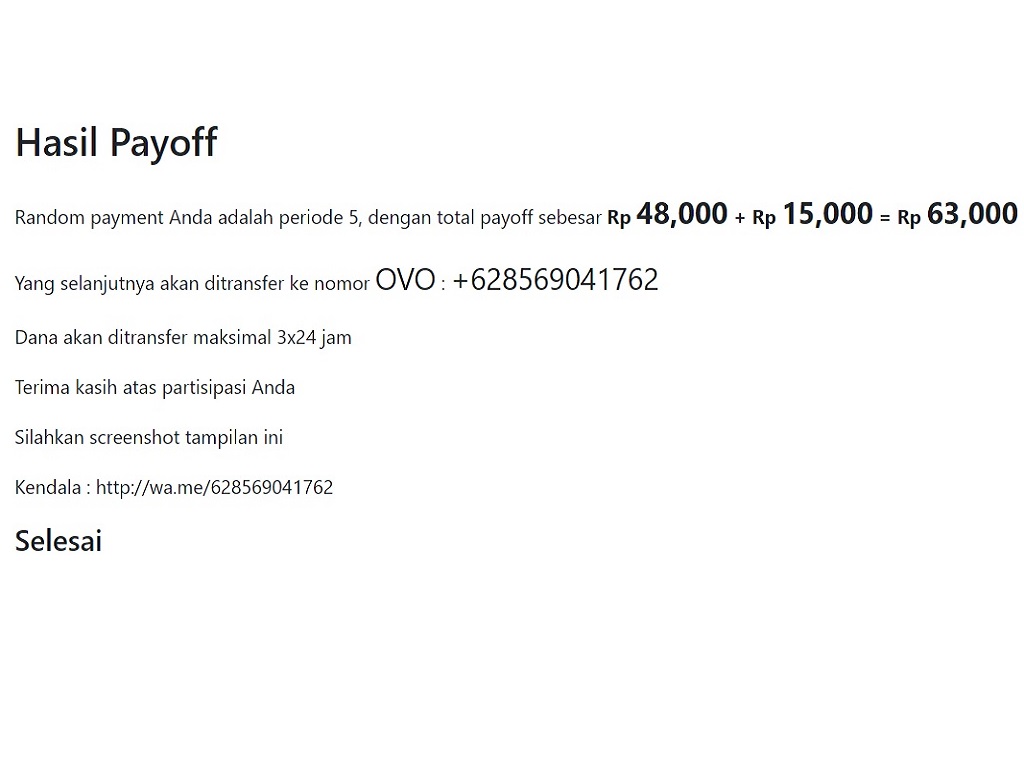 Hasil Payoff
Random payment Anda adalah periode 5, dengan total payoff sebesar Rp 48,000 + Rp 15,000 = Rp 63,000
Yang selanjutnya akan ditransfer ke nomor OVO : +628569041762
Dana akan ditransfer maksimal 3x24 jam
Terima kasih atas partisipasi Anda
Silahkan screenshot tampilan ini
Kendala : http://wa.me/628569041762
Selesai